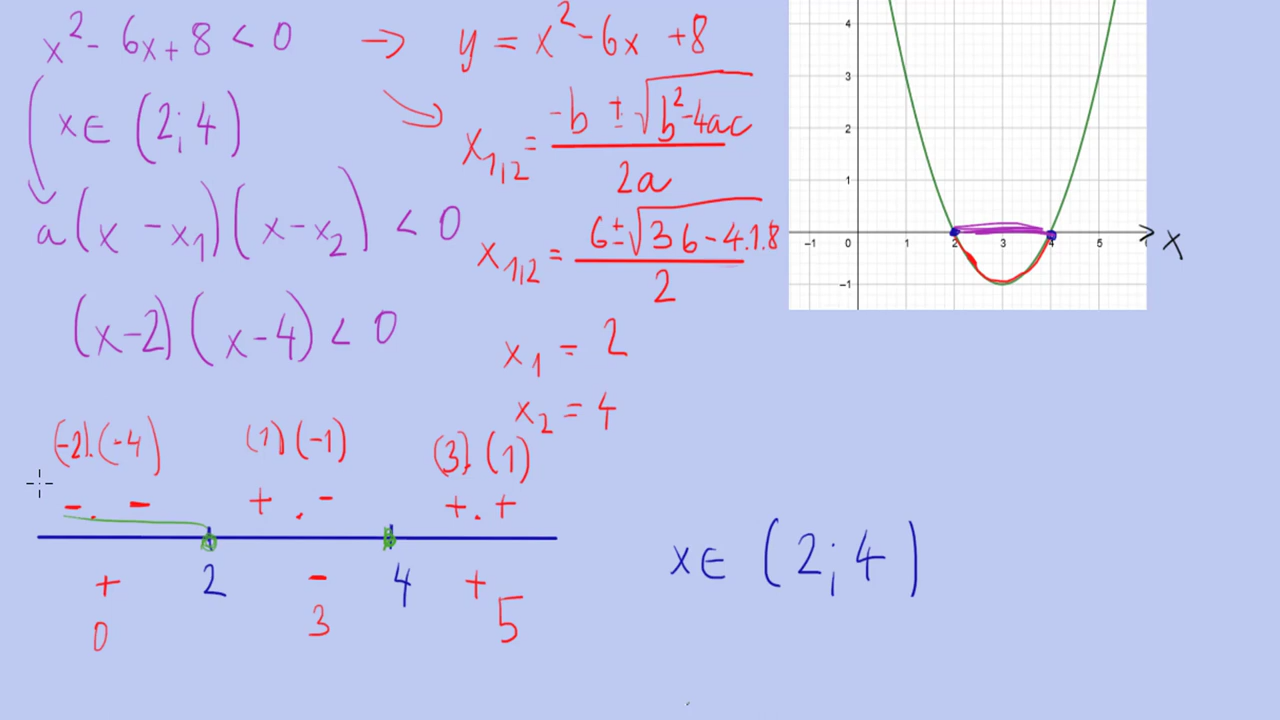 x² - 6x + 8 < 0 → y = x² - 6x + 8
x ∈ (2; 4)
x₁,₂ = (-b ± √(b² - 4ac)) / 2a
a(x - x₁)(x - x₂) < 0
x₁,₂ = (6 ± √(36 - 4.1.8)) / 2
(x - 2)(x - 4) < 0
x₁ = 2
x₂ = 4
(-2).(-4) (1)(-1) (3).(1)
- . - + . - + . +
+ 2 - 4 +
0 3 5
x ∈ (2; 4)
4
3
2
1
-1 0 1 2 3 4 5 x
-1